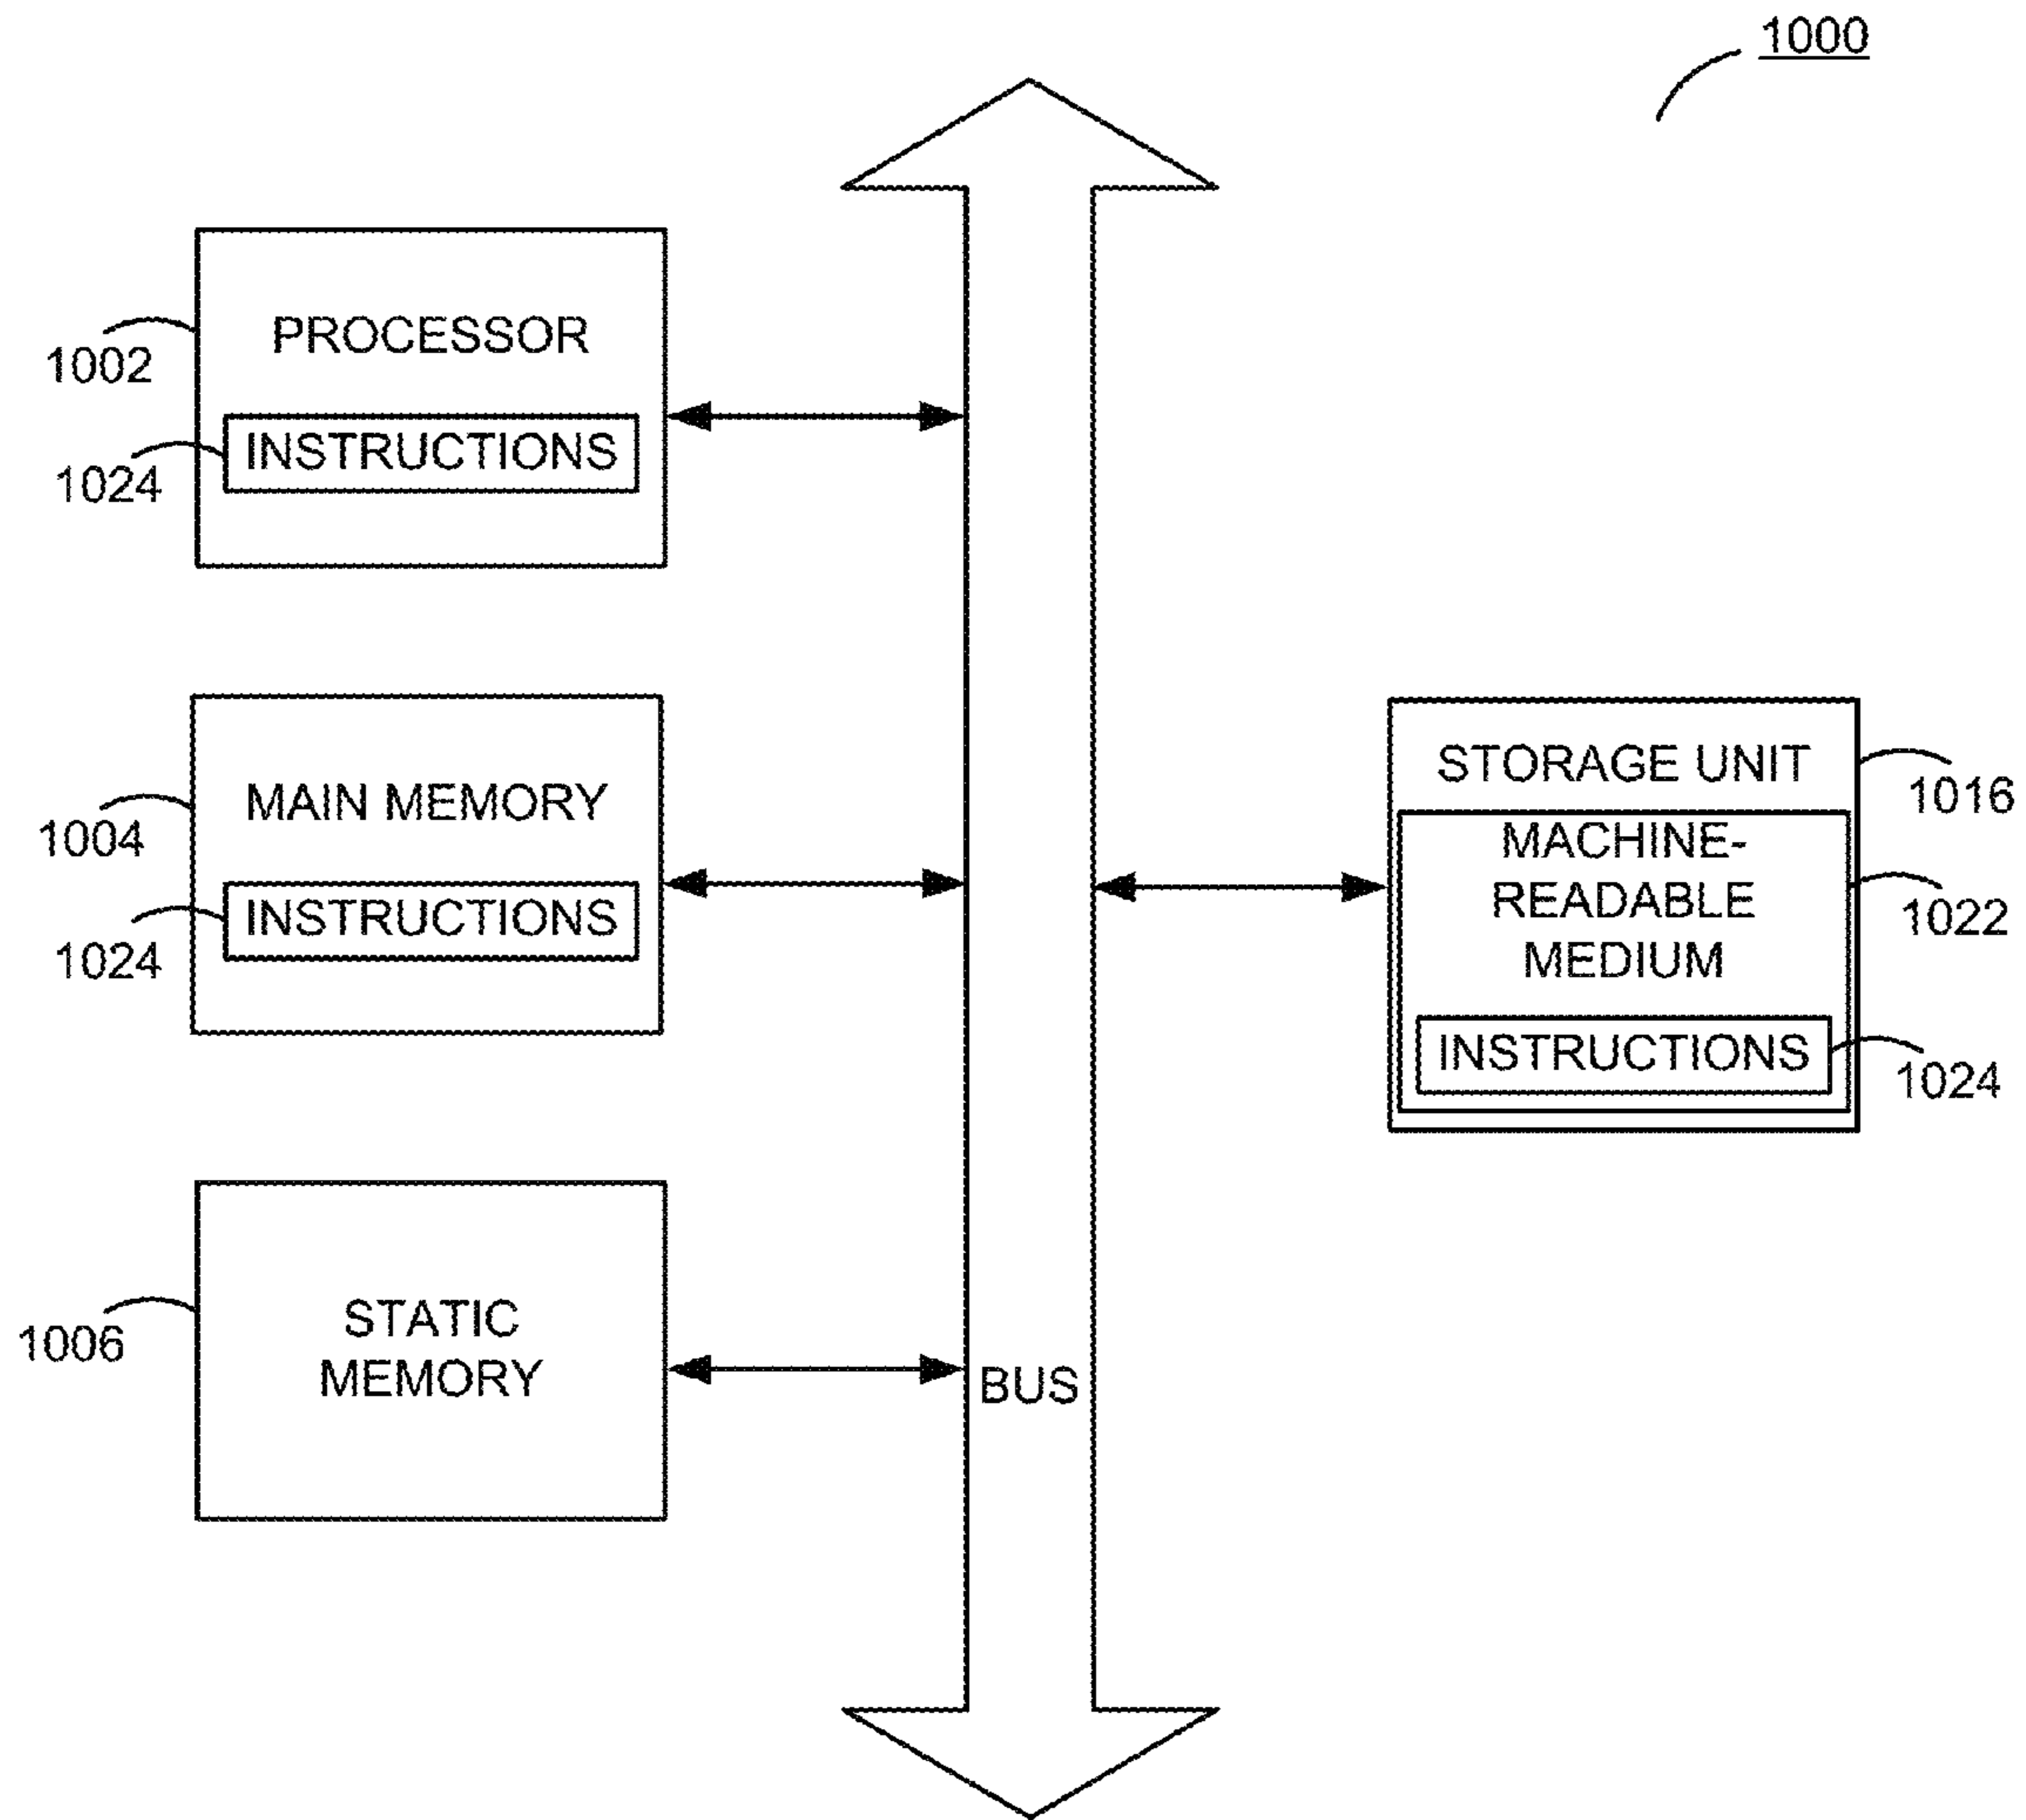 1000
PROCESSOR
1002
INSTRUCTIONS
1024
MAIN MEMORY
1004
INSTRUCTIONS
1024
STATIC
MEMORY
1006
BUS
STORAGE UNIT
1016
MACHINE-
READABLE
MEDIUM
1022
INSTRUCTIONS
1024